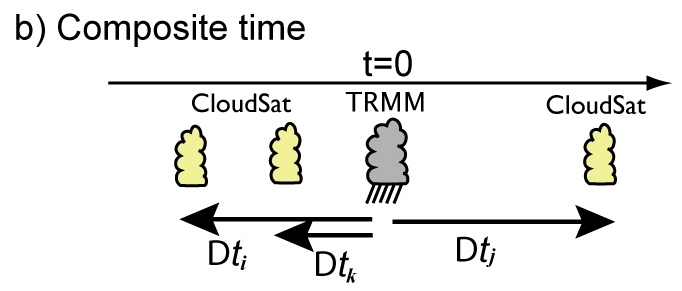 b) Composite time
t=0
CloudSat TRMM CloudSat
Dti Dtk Dtj